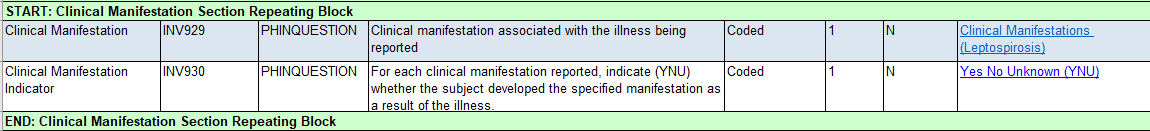 START: Clinical Manifestation Section Repeating Block
Clinical Manifestation INV929 PHINQUESTION Clinical manifestation associated with the illness being reported Coded 1 N Clinical Manifestations (Leptospirosis)
Clinical Manifestation Indicator INV930 PHINQUESTION For each clinical manifestation reported, indicate (YNU) whether the subject developed the specified manifestation as a result of the illness. Coded 1 N Yes No Unknown (YNU)
END: Clinical Manifestation Section Repeating Block